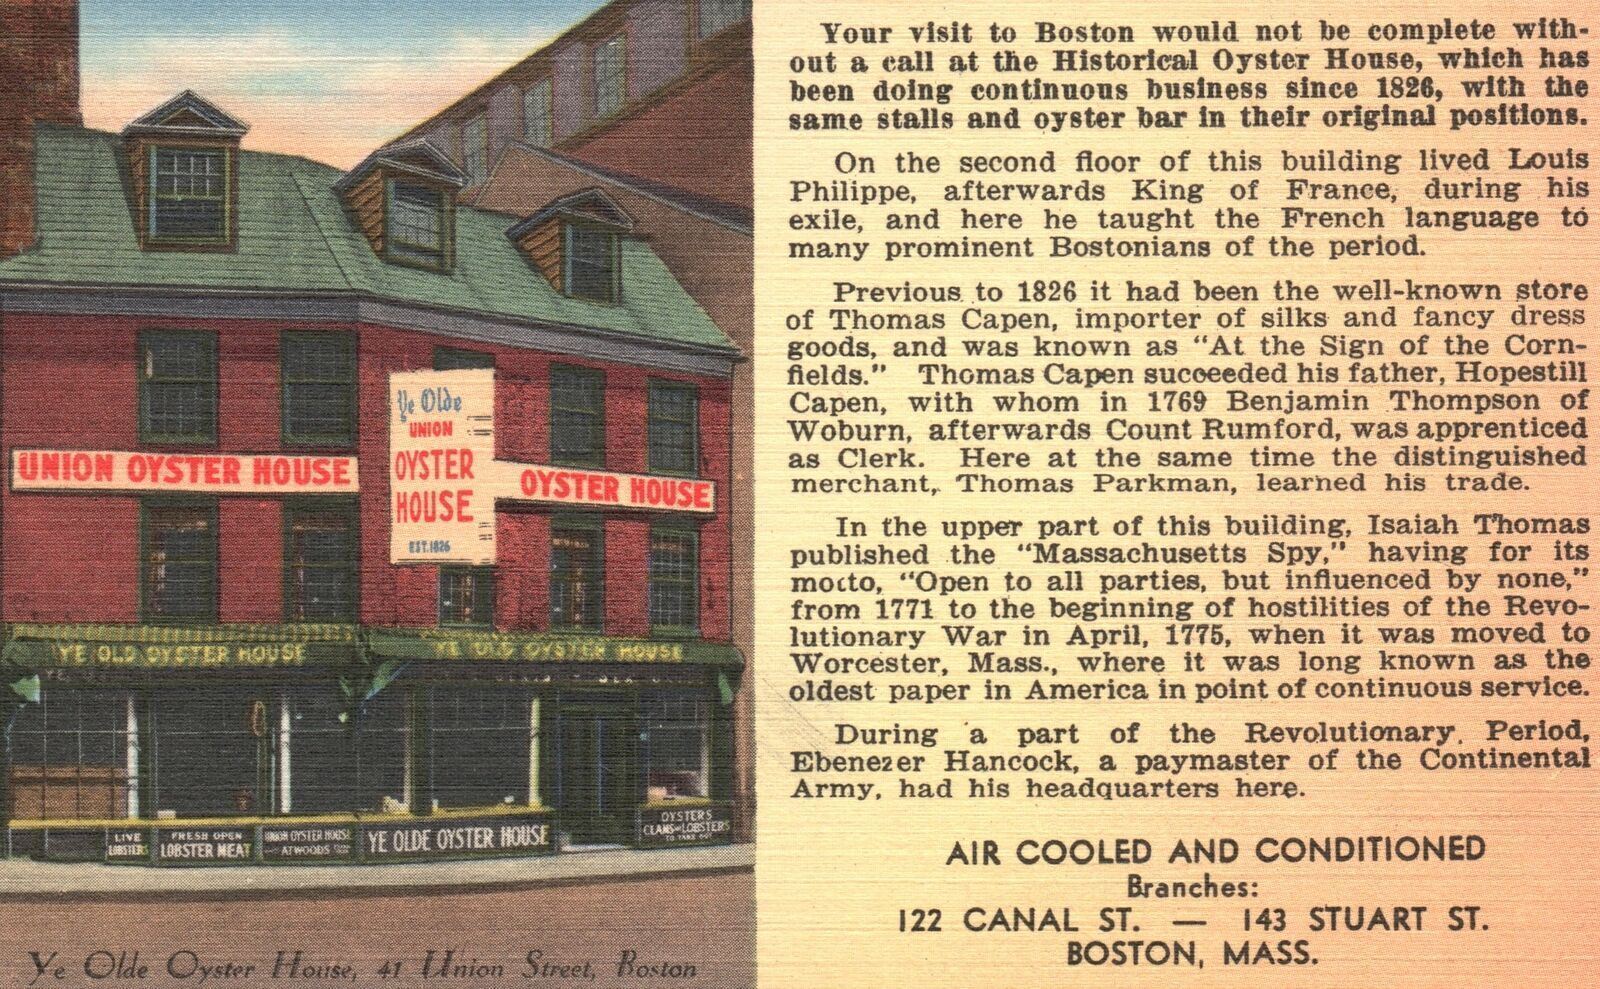 Ye Olde
UNION
OYSTER
HOUSE
EST. 1826
UNION OYSTER HOUSE
OYSTER HOUSE
YE OLD OYSTER HOUSE
YE OLD OYSTER HOUSE
LIVE
LOBSTERS
FRESH OPEN
LOBSTER MEAT
UNION OYSTER HOUSE
ATWOODS
YE OLDE OYSTER HOUSE
OYSTERS
CLAMS LOBSTERS
TO TAKE OUT
Ye Olde Oyster House, 41 Union Street, Boston
Your visit to Boston would not be complete with-
out a call at the Historical Oyster House, which has
been doing continuous business since 1826, with the
same stalls and oyster bar in their original positions.
On the second floor of this building lived Louis
Philippe, afterwards King of France, during his
exile, and here he taught the French language to
many prominent Bostonians of the period.
Previous to 1826 it had been the well-known store
of Thomas Capen, importer of silks and fancy dress
goods, and was known as "At the Sign of the Corn-
fields." Thomas Capen succeeded his father, Hopestill
Capen, with whom in 1769 Benjamin Thompson of
Woburn, afterwards Count Rumford, was apprenticed
as Clerk. Here at the same time the distinguished
merchant, Thomas Parkman, learned his trade.
In the upper part of this building, Isaiah Thomas
published the "Massachusetts Spy," having for its
motto, "Open to all parties, but influenced by none,"
from 1771 to the beginning of hostilities of the Revo-
lutionary War in April, 1775, when it was moved to
Worcester, Mass., where it was long known as the
oldest paper in America in point of continuous service.
During a part of the Revolutionary Period,
Ebenezer Hancock, a paymaster of the Continental
Army, had his headquarters here.
AIR COOLED AND CONDITIONED
Branches:
122 CANAL ST. — 143 STUART ST.
BOSTON, MASS.